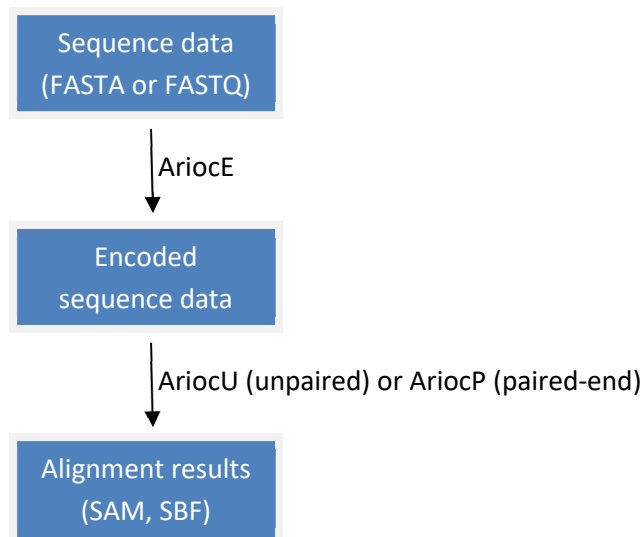 Sequence data
(FASTA or FASTQ)
AriocE
Encoded
sequence data
AriocU (unpaired) or AriocP (paired-end)
Alignment results
(SAM, SBF)